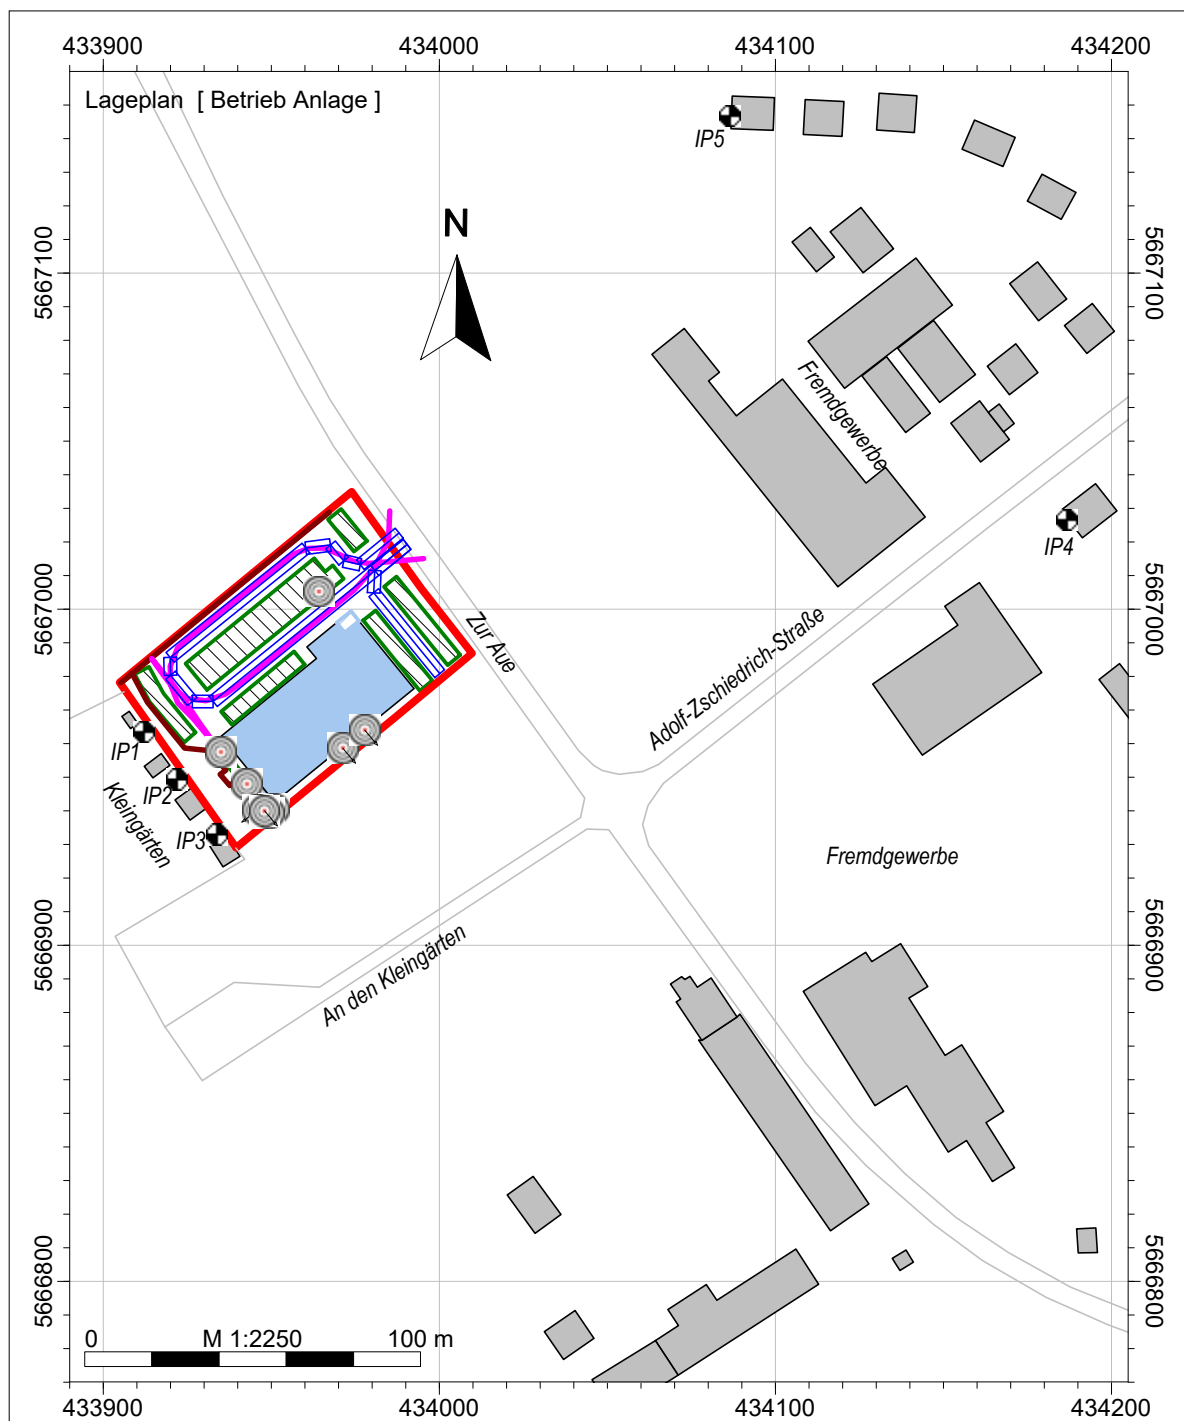 433900 434000 434100 434200
Lageplan [ Betrieb Anlage ]
IP5
N
5667100
5667100
Fremdgewerbe
IP4
5667000
5667000
Zur Aue
Adolf-Zschiedrich-Straße
IP1
IP2
Kleingärten
IP3
Fremdgewerbe
5666900
5666900
An den Kleingärten
5666800
5666800
0 M 1:2250 100 m
433900 434000 434100 434200